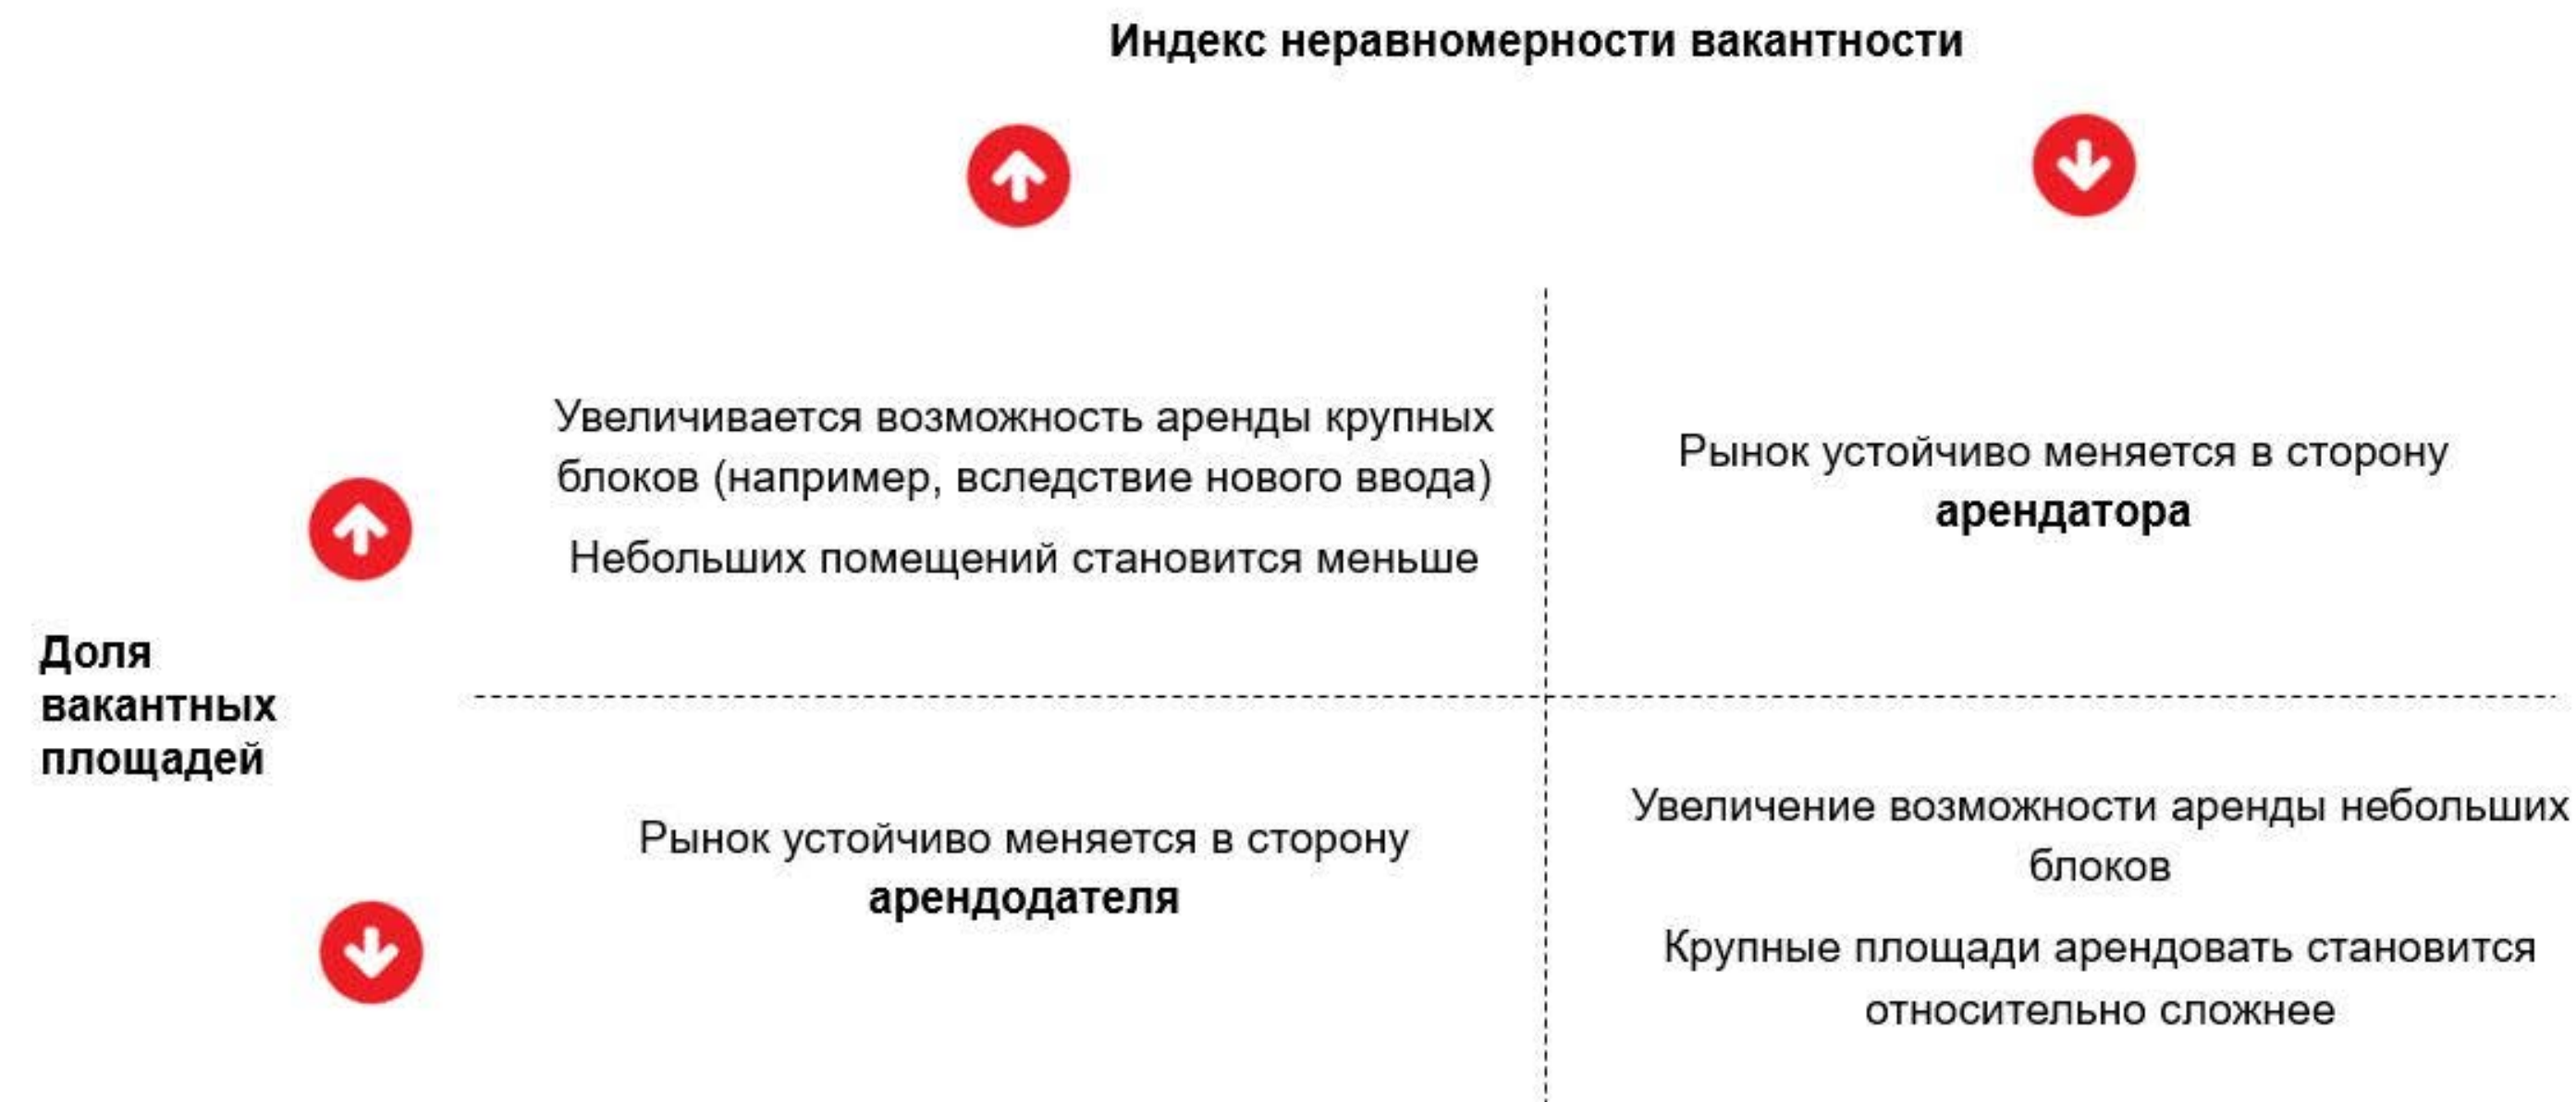 Индекс неравномерности вакантности
Увеличивается возможность аренды крупных
блоков (например, вследствие нового ввода)
Небольших помещений становится меньше
Рынок устойчиво меняется в сторону
арендатора
Доля
вакантных
площадей
Рынок устойчиво меняется в сторону
арендодателя
Увеличение возможности аренды небольших
блоков
Крупные площади арендовать становится
относительно сложнее